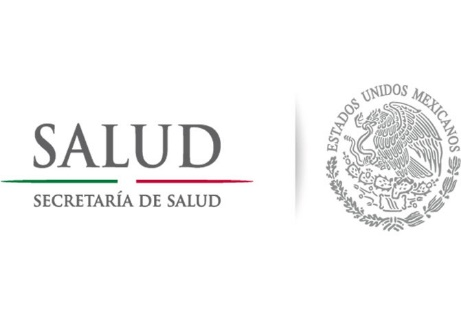 SALUD
SECRETARÍA DE SALUD
ESTADOS UNIDOS MEXICANOS